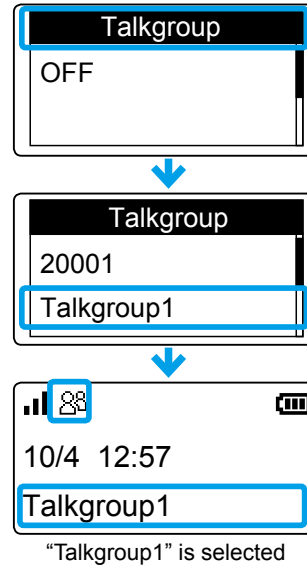 Talkgroup
OFF
Talkgroup
20001
Talkgroup1
10/4 12:57
Talkgroup1
“Talkgroup1” is selected